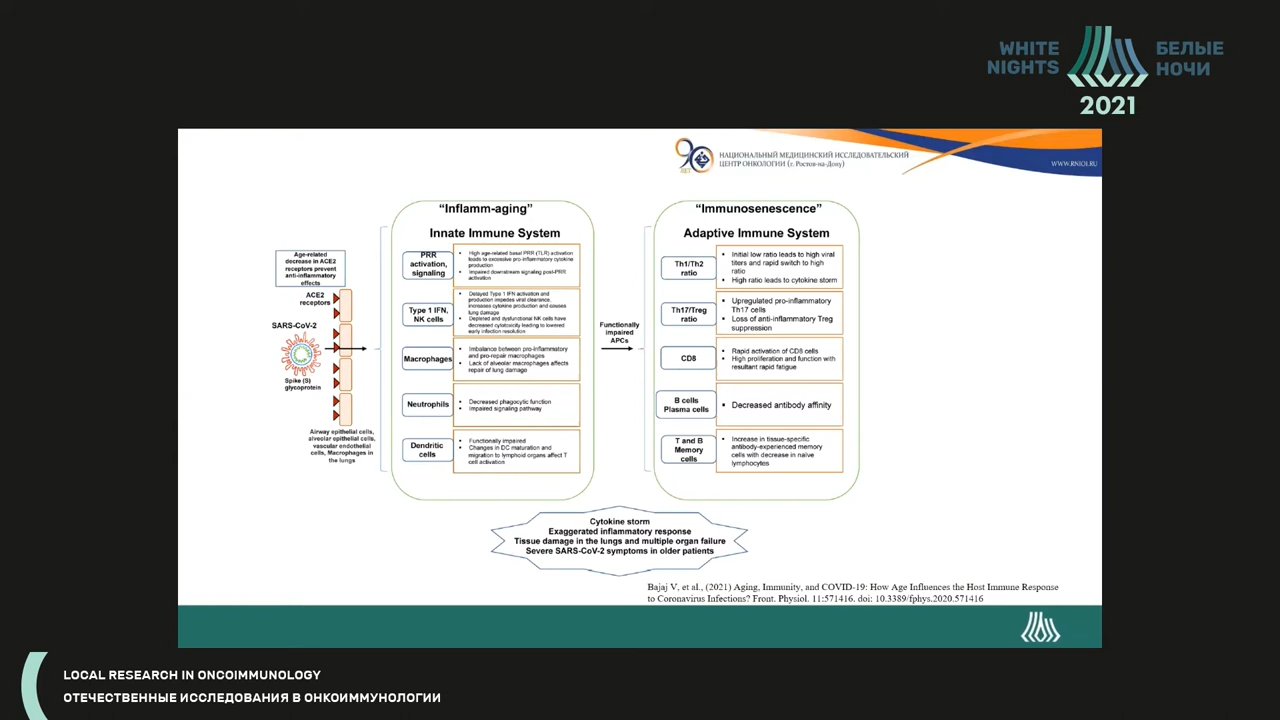 WHITE
NIGHTS
БЕЛЫЕ
НОЧИ
2021
90
ЛЕТ
НАЦИОНАЛЬНЫЙ МЕДИЦИНСКИЙ ИССЛЕДОВАТЕЛЬСКИЙ
ЦЕНТР ОНКОЛОГИИ (г. Ростов-на-Дону)
WWW.RNIOI.RU
Age-related
decrease in ACE2
receptors prevent
anti-inflammatory
effects
ACE2
receptors
SARS-CoV-2
Spike (S)
glycoprotein
Airway epithelial cells,
alveolar epithelial cells,
vascular endothelial
cells, Macrophages in
the lungs
“Inflamm-aging”
Innate Immune System
PRR
activation,
signaling
• High age-related basal PRR (TLR) activation
leads to excessive pro-inflammatory cytokine
production
• Impaired downstream signaling post-PRR
activation
Type 1 IFN,
NK cells
• Delayed Type 1 IFN activation and
production impedes viral clearance,
increases cytokine production and causes
lung damage
• Depleted and dysfunctional NK cells have
decreased cytotoxicity leading to lowered
early infection resolution
Macrophages
• Imbalance between pro-inflammatory
and pro-repair macrophages
• Lack of alveolar macrophages affects
repair of lung damage
Neutrophils
• Decreased phagocytic function
• Impaired signaling pathway
Dendritic
cells
• Functionally impaired
• Changes in DC maturation and
migration to lymphoid organs affect T
cell activation
Functionally
impaired
APCs
“Immunosenescence”
Adaptive Immune System
Th1/Th2
ratio
▪ Initial low ratio leads to high viral
titers and rapid switch to high
ratio
▪ High ratio leads to cytokine storm
Th17/Treg
ratio
▪ Upregulated pro-inflammatory
Th17 cells
▪ Loss of anti-inflammatory Treg
suppression
CD8
▪ Rapid activation of CD8 cells
▪ High proliferation and function with
resultant rapid fatigue
B cells
Plasma cells
▪ Decreased antibody affinity
T and B
Memory
cells
▪ Increase in tissue-specific
antibody-experienced memory
cells with decrease in naïve
lymphocytes
Cytokine storm
Exaggerated inflammatory response
Tissue damage in the lungs and multiple organ failure
Severe SARS-CoV-2 symptoms in older patients
Bajaj V, et al., (2021) Aging, Immunity, and COVID-19: How Age Influences the Host Immune Response
to Coronavirus Infections? Front. Physiol. 11:571416. doi: 10.3389/fphys.2020.571416
LOCAL RESEARCH IN ONCOIMMUNOLOGY
ОТЕЧЕСТВЕННЫЕ ИССЛЕДОВАНИЯ В ОНКОИММУНОЛОГИИ